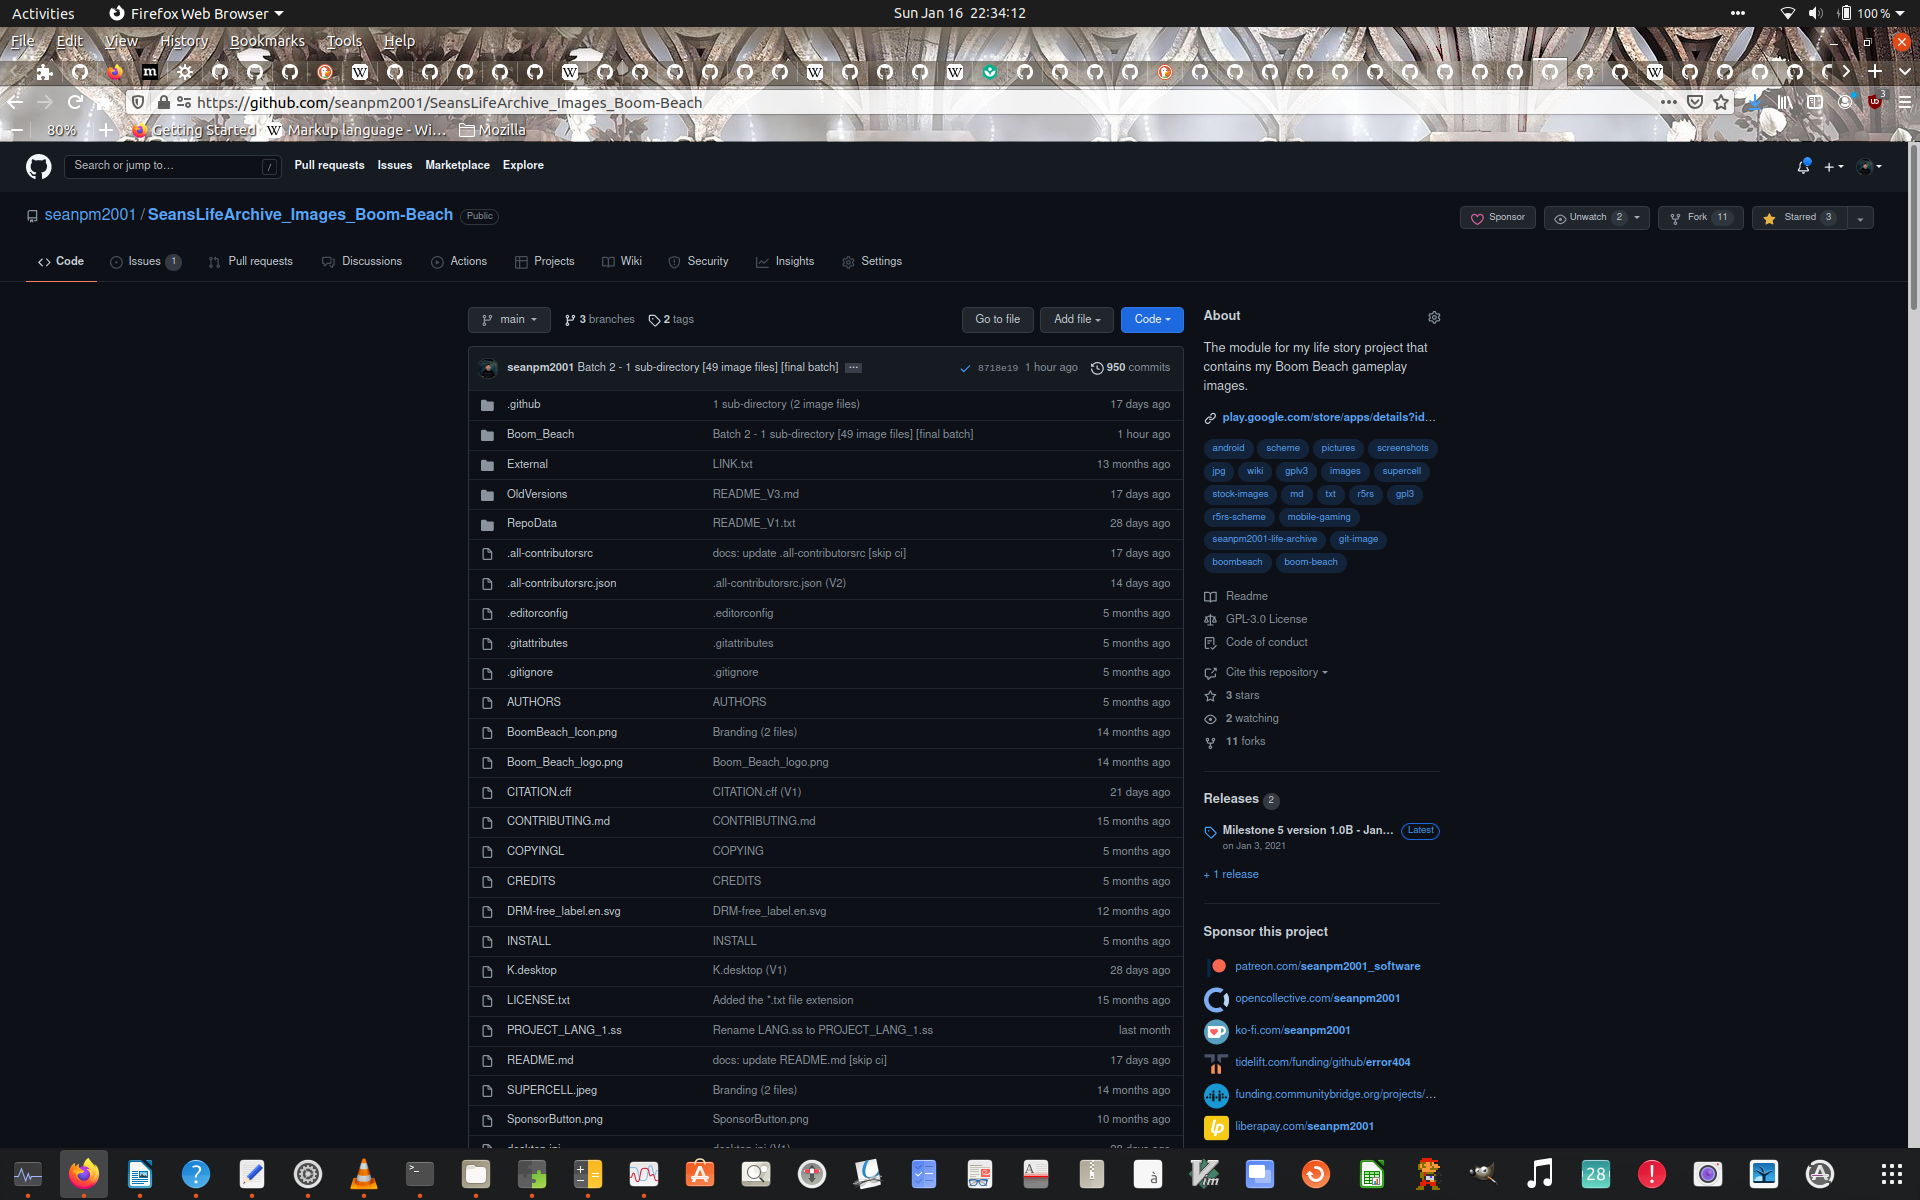 Activities Firefox Web Browser Sun Jan 16 22:34:12 100 %
File Edit View History Bookmarks Tools Help
https://github.com/seanpm2001/SeansLifeArchive_Images_Boom-Beach 3
80% Getting Started Markup language - Wi… Mozilla
Search or jump to… / Pull requests Issues Marketplace Explore
seanpm2001 / SeansLifeArchive_Images_Boom-Beach Public Sponsor Unwatch 2 Fork 11 Starred 3
Code Issues 1 Pull requests Discussions Actions Projects Wiki Security Insights Settings
main 3 branches 2 tags Go to file Add file Code
seanpm2001 Batch 2 - 1 sub-directory [49 image files] [final batch] ... 8718e19 1 hour ago 950 commits
.github 1 sub-directory (2 image files) 17 days ago
Boom_Beach Batch 2 - 1 sub-directory [49 image files] [final batch] 1 hour ago
External LINK.txt 13 months ago
OldVersions README_V3.md 17 days ago
RepoData README_V1.txt 28 days ago
.all-contributorsrc docs: update .all-contributorsrc [skip ci] 17 days ago
.all-contributorsrc.json .all-contributorsrc.json (V2) 14 days ago
.editorconfig .editorconfig 5 months ago
.gitattributes .gitattributes 5 months ago
.gitignore .gitignore 5 months ago
AUTHORS AUTHORS 5 months ago
BoomBeach_Icon.png Branding (2 files) 14 months ago
Boom_Beach_logo.png Boom_Beach_logo.png 14 months ago
CITATION.cff CITATION.cff (V1) 21 days ago
CONTRIBUTING.md CONTRIBUTING.md 15 months ago
COPYINGL COPYING 5 months ago
CREDITS CREDITS 5 months ago
DRM-free_label.en.svg DRM-free_label.en.svg 12 months ago
INSTALL INSTALL 5 months ago
K.desktop K.desktop (V1) 28 days ago
LICENSE.txt Added the *.txt file extension 15 months ago
PROJECT_LANG_1.ss Rename LANG.ss to PROJECT_LANG_1.ss last month
README.md docs: update README.md [skip ci] 17 days ago
SUPERCELL.jpeg Branding (2 files) 14 months ago
SponsorButton.png SponsorButton.png 10 months ago
About
The module for my life story project that
contains my Boom Beach gameplay
images.
play.google.com/store/apps/details?id…
android scheme pictures screenshots
jpg wiki gplv3 images supercell
stock-images md txt r5rs gpl3
r5rs-scheme mobile-gaming
seanpm2001-life-archive git-image
boombeach boom-beach
Readme
GPL-3.0 License
Code of conduct
Cite this repository
3 stars
2 watching
11 forks
Releases 2
Milestone 5 version 1.0B - Jan… Latest
on Jan 3, 2021
+ 1 release
Sponsor this project
patreon.com/seanpm2001_software
opencollective.com/seanpm2001
ko-fi.com/seanpm2001
tidelift.com/funding/github/error404
funding.communitybridge.org/projects/…
liberapay.com/seanpm2001
28